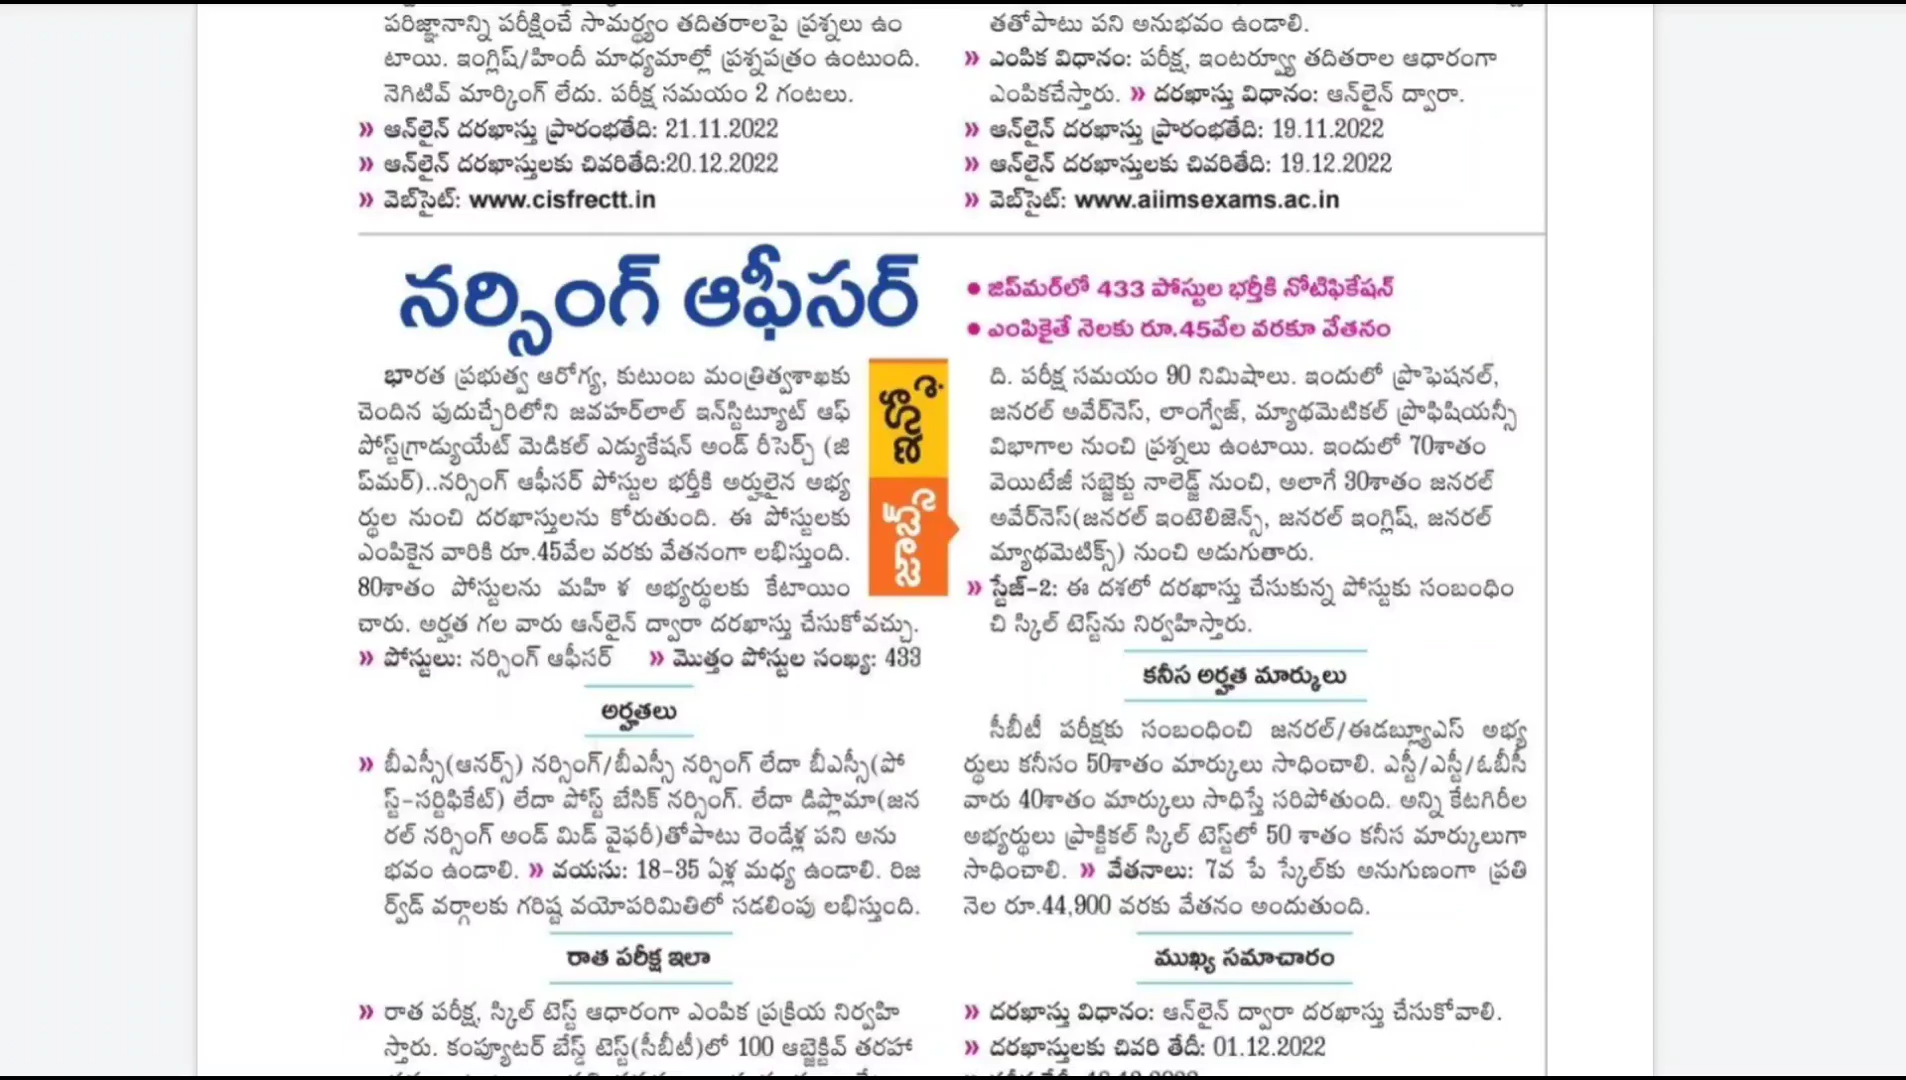 పరిజ్ఞానాన్ని పరీక్షించే సామర్థ్యం తదితరాలపై ప్రశ్నలు ఉం
టాయి. ఇంగ్లిష్/హిందీ మాధ్యమాల్లో ప్రశ్నపత్రం ఉంటుంది.
నెగిటివ్ మార్కింగ్ లేదు. పరీక్ష సమయం 2 గంటలు.
» ఆన్‌లైన్ దరఖాస్తు ప్రారంభతేది: 21.11.2022
» ఆన్‌లైన్ దరఖాస్తులకు చివరితేది:20.12.2022
» వెబ్‌సైట్: www.cisfrectt.in
తతోపాటు పని అనుభవం ఉండాలి.
» ఎంపిక విధానం: పరీక్ష, ఇంటర్వ్యూ తదితరాల ఆధారంగా
ఎంపికచేస్తారు. » దరఖాస్తు విధానం: ఆన్‌లైన్ ద్వారా.
» ఆన్‌లైన్ దరఖాస్తు ప్రారంభతేది: 19.11.2022
» ఆన్‌లైన్ దరఖాస్తులకు చివరితేది: 19.12.2022
» వెబ్‌సైట్: www.aiimsexams.ac.in
నర్సింగ్ ఆఫీసర్
• జిప్‌మర్‌లో 433 పోస్టుల భర్తీకి నోటిఫికేషన్
• ఎంపికైతే నెలకు రూ.45వేల వరకూ వేతనం
భారత ప్రభుత్వ ఆరోగ్య, కుటుంబ మంత్రిత్వశాఖకు
చెందిన పుదుచ్చేరిలోని జవహర్‌లాల్ ఇన్‌స్టిట్యూట్ ఆఫ్
పోస్ట్‌గ్రాడ్యుయేట్ మెడికల్ ఎడ్యుకేషన్ అండ్ రీసెర్చ్ (జి
ప్‌మర్)..నర్సింగ్ ఆఫీసర్ పోస్టుల భర్తీకి అర్హులైన అభ్య
ర్థుల నుంచి దరఖాస్తులను కోరుతుంది. ఈ పోస్టులకు
ఎంపికైన వారికి రూ.45వేల వరకు వేతనంగా లభిస్తుంది.
80శాతం పోస్టులను మహి ళ అభ్యర్థులకు కేటాయిం
చారు. అర్హత గల వారు ఆన్‌లైన్ ద్వారా దరఖాస్తు చేసుకోవచ్చు.
» పోస్టులు: నర్సింగ్ ఆఫీసర్ » మొత్తం పోస్టుల సంఖ్య: 433
జాబ్స్ ఇన్ఫో.
అర్హతలు
» బీఎస్సీ(ఆనర్స్) నర్సింగ్/బీఎస్సీ నర్సింగ్ లేదా బీఎస్సీ(పో
స్ట్-సర్టిఫికేట్) లేదా పోస్ట్ బేసిక్ నర్సింగ్. లేదా డిప్లొమా(జన
రల్ నర్సింగ్ అండ్ మిడ్ వైఫరీ)తోపాటు రెండేళ్ల పని అను
భవం ఉండాలి. » వయసు: 18-35 ఏళ్ల మధ్య ఉండాలి. రిజ
ర్వ్‌డ్ వర్గాలకు గరిష్ట వయోపరిమితిలో సడలింపు లభిస్తుంది.
రాత పరీక్ష ఇలా
» రాత పరీక్ష, స్కిల్ టెస్ట్ ఆధారంగా ఎంపిక ప్రక్రియ నిర్వహి
స్తారు. కంప్యూటర్ బేస్డ్ టెస్ట్(సీబీటీ)లో 100 ఆబ్జెక్టివ్ తరహా
ది. పరీక్ష సమయం 90 నిమిషాలు. ఇందులో ప్రొఫెషనల్,
జనరల్ అవేర్‌నెస్, లాంగ్వేజ్, మ్యాథమెటికల్ ప్రొఫిషియన్సీ
విభాగాల నుంచి ప్రశ్నలు ఉంటాయి. ఇందులో 70శాతం
వెయిటేజీ సబ్జెక్టు నాలెడ్జ్ నుంచి, అలాగే 30శాతం జనరల్
అవేర్‌నెస్(జనరల్ ఇంటెలిజెన్స్, జనరల్ ఇంగ్లిష్, జనరల్
మ్యాథమెటిక్స్) నుంచి అడుగుతారు.
» స్టేజ్-2: ఈ దశలో దరఖాస్తు చేసుకున్న పోస్టుకు సంబంధిం
చి స్కిల్ టెస్ట్‌ను నిర్వహిస్తారు.
కనీస అర్హత మార్కులు
సీబీటీ పరీక్షకు సంబంధించి జనరల్/ఈడబ్ల్యూఎస్ అభ్య
ర్థులు కనీసం 50శాతం మార్కులు సాధించాలి. ఎస్సీ/ఎస్టీ/ఓబీసీ
వారు 40శాతం మార్కులు సాధిస్తే సరిపోతుంది. అన్ని కేటగిరీల
అభ్యర్థులు ప్రాక్టికల్ స్కిల్ టెస్ట్‌లో 50 శాతం కనీస మార్కులుగా
సాధించాలి. » వేతనాలు: 7వ పే స్కేల్‌కు అనుగుణంగా ప్రతి
నెల రూ.44,900 వరకు వేతనం అందుతుంది.
ముఖ్య సమాచారం
» దరఖాస్తు విధానం: ఆన్‌లైన్ ద్వారా దరఖాస్తు చేసుకోవాలి.
» దరఖాస్తులకు చివరి తేదీ: 01.12.2022